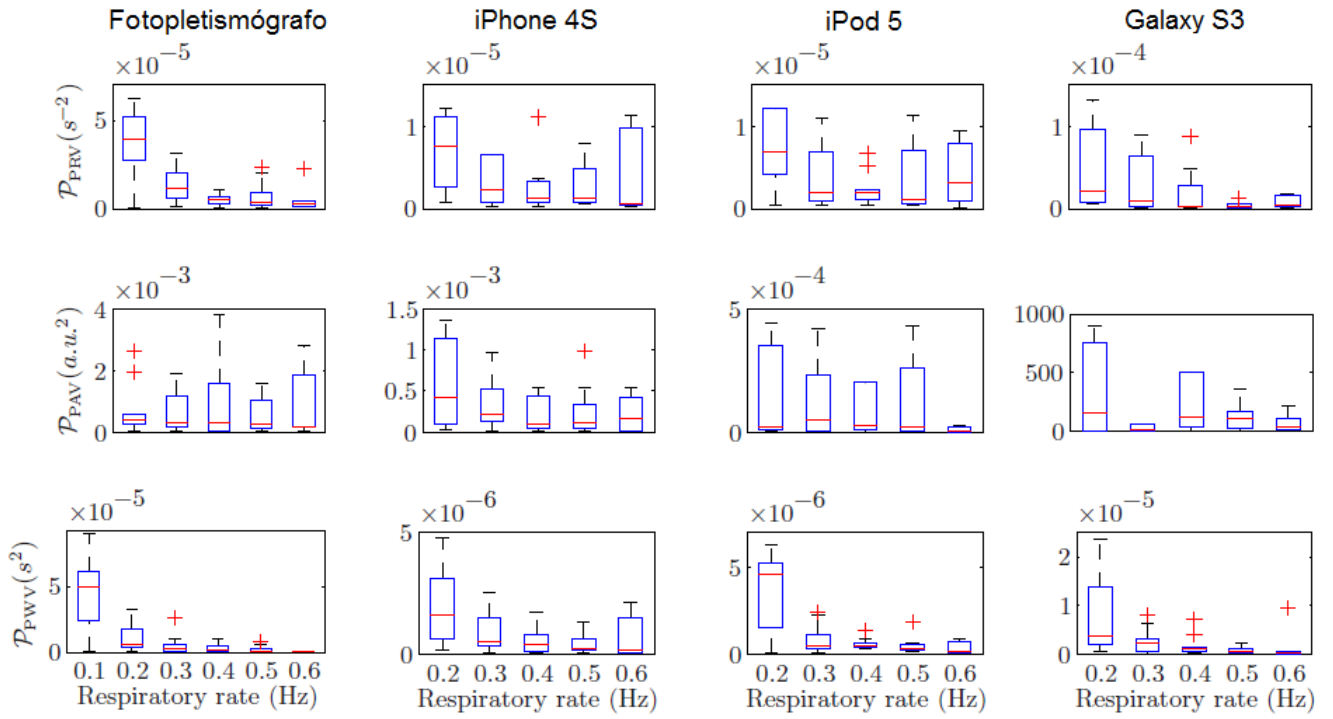 Fotopletismógrafo iPhone 4S iPod 5 Galaxy S3
×10⁻⁵ ×10⁻⁵ ×10⁻⁵ ×10⁻⁴
𝒫PRV(s⁻²) 5 0 1 0 1 0 1 0
×10⁻³ ×10⁻³ ×10⁻⁴
𝒫PAV(a.u.²) 4 2 0 1.5 1 0.5 0 5 0 1000 500 0
×10⁻⁵ ×10⁻⁶ ×10⁻⁶ ×10⁻⁵
𝒫PWV(s²) 5 0 5 0 5 0 2 1 0
0.1 0.2 0.3 0.4 0.5 0.6 0.2 0.3 0.4 0.5 0.6 0.2 0.3 0.4 0.5 0.6 0.2 0.3 0.4 0.5 0.6
Respiratory rate (Hz) Respiratory rate (Hz) Respiratory rate (Hz) Respiratory rate (Hz)